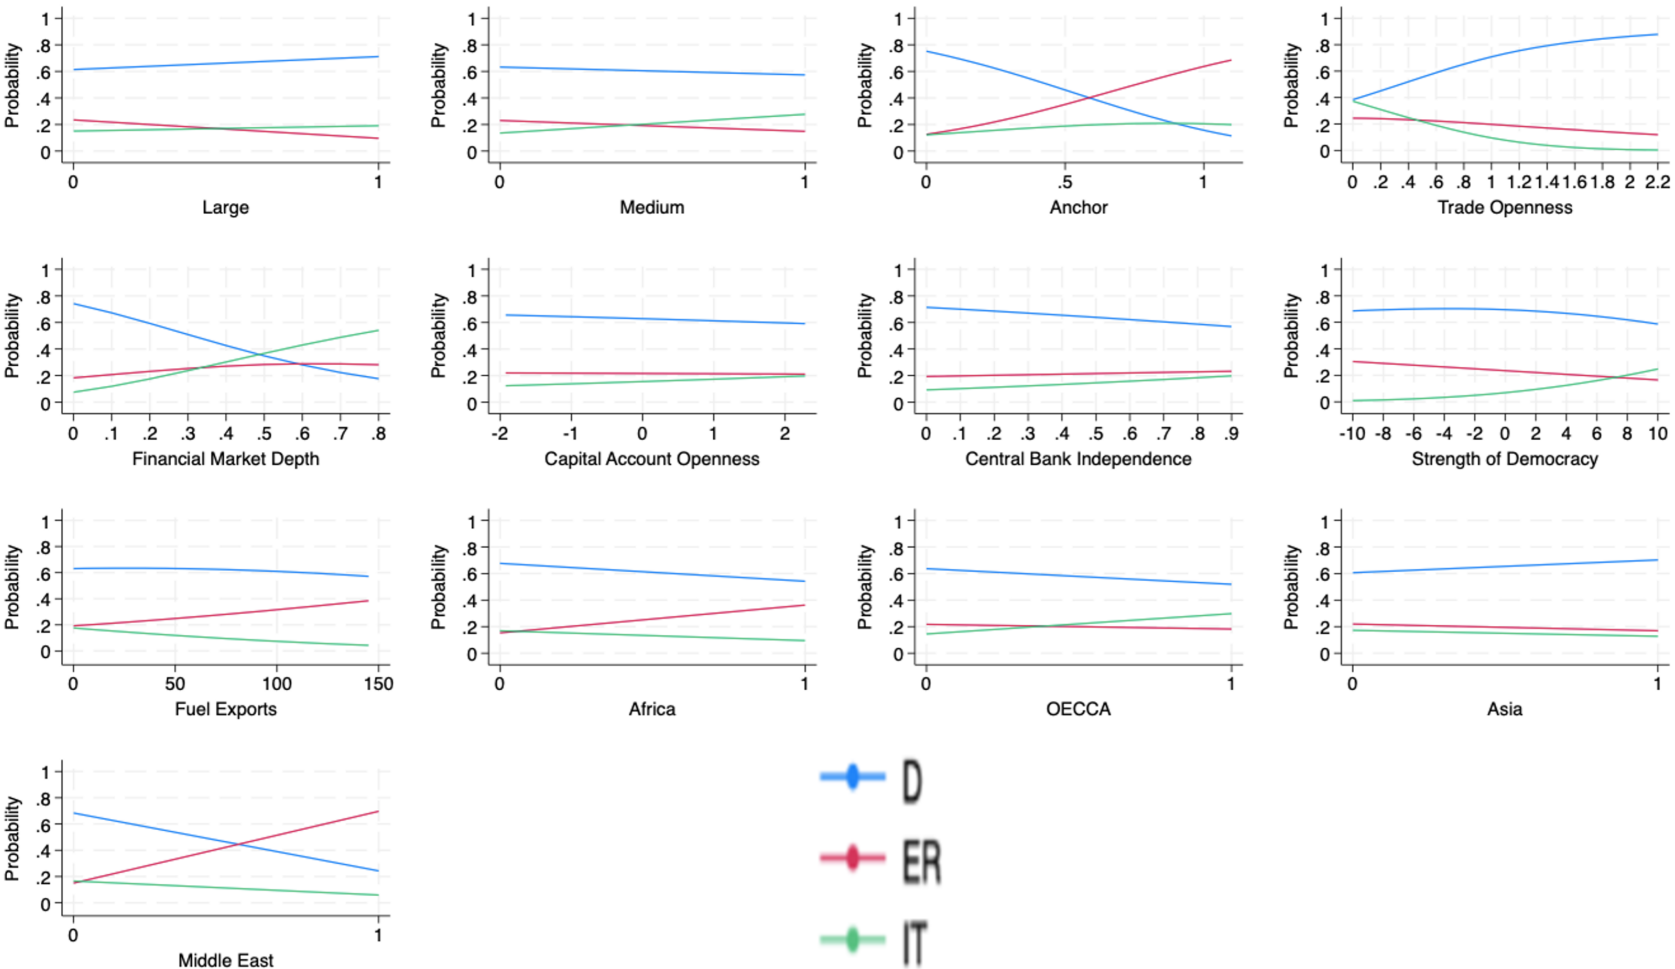 Probability
1
.8
.6
.4
.2
0
0 1
Large
Probability
1
.8
.6
.4
.2
0
0 1
Medium
Probability
1
.8
.6
.4
.2
0
0 .5 1
Anchor
Probability
1
.8
.6
.4
.2
0
0 .2 .4 .6 .8 1 1.2 1.4 1.6 1.8 2 2.2
Trade Openness
Probability
1
.8
.6
.4
.2
0
0 .1 .2 .3 .4 .5 .6 .7 .8
Financial Market Depth
Probability
1
.8
.6
.4
.2
0
-2 -1 0 1 2
Capital Account Openness
Probability
1
.8
.6
.4
.2
0
0 .1 .2 .3 .4 .5 .6 .7 .8 .9
Central Bank Independence
Probability
1
.8
.6
.4
.2
0
-10 -8 -6 -4 -2 0 2 4 6 8 10
Strength of Democracy
Probability
1
.8
.6
.4
.2
0
0 50 100 150
Fuel Exports
Probability
1
.8
.6
.4
.2
0
0 1
Africa
Probability
1
.8
.6
.4
.2
0
0 1
OECCA
Probability
1
.8
.6
.4
.2
0
0 1
Asia
Probability
1
.8
.6
.4
.2
0
0 1
Middle East
D
ER
IT